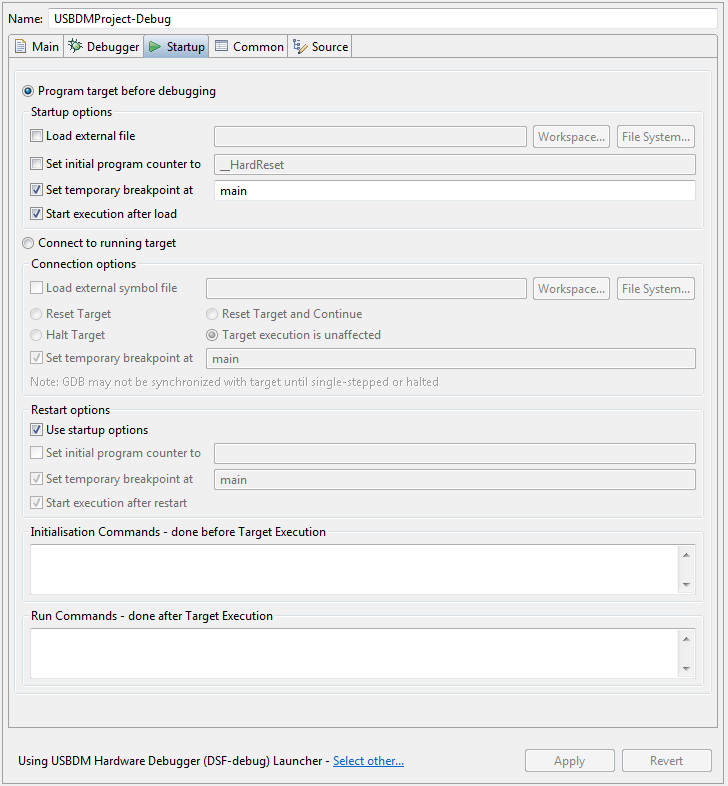 Name: USBDMProject-Debug
Main Debugger Startup Common Source
Program target before debugging
Startup options
Load external file Workspace... File System...
Set initial program counter to __HardReset
Set temporary breakpoint at main
Start execution after load
Connect to running target
Connection options
Load external symbol file Workspace... File System...
Reset Target Reset Target and Continue
Halt Target Target execution is unaffected
Set temporary breakpoint at main
Note: GDB may not be synchronized with target until single-stepped or halted
Restart options
Use startup options
Set initial program counter to
Set temporary breakpoint at main
Start execution after restart
Initialisation Commands - done before Target Execution
Run Commands - done after Target Execution
Using USBDM Hardware Debugger (DSF-debug) Launcher - Select other... Apply Revert